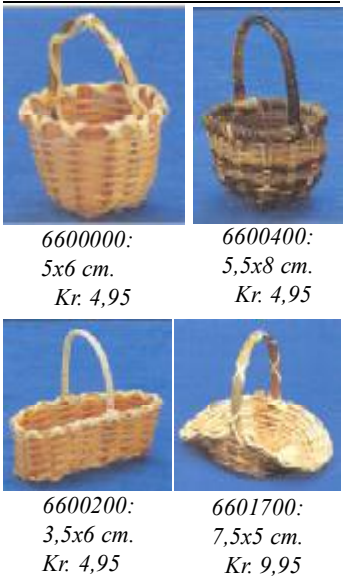 6600000:
5x6 cm.
Kr. 4,95
6600400:
5,5x8 cm.
Kr. 4,95
6600200:
3,5x6 cm.
Kr. 4,95
6601700:
7,5x5 cm.
Kr. 9,95